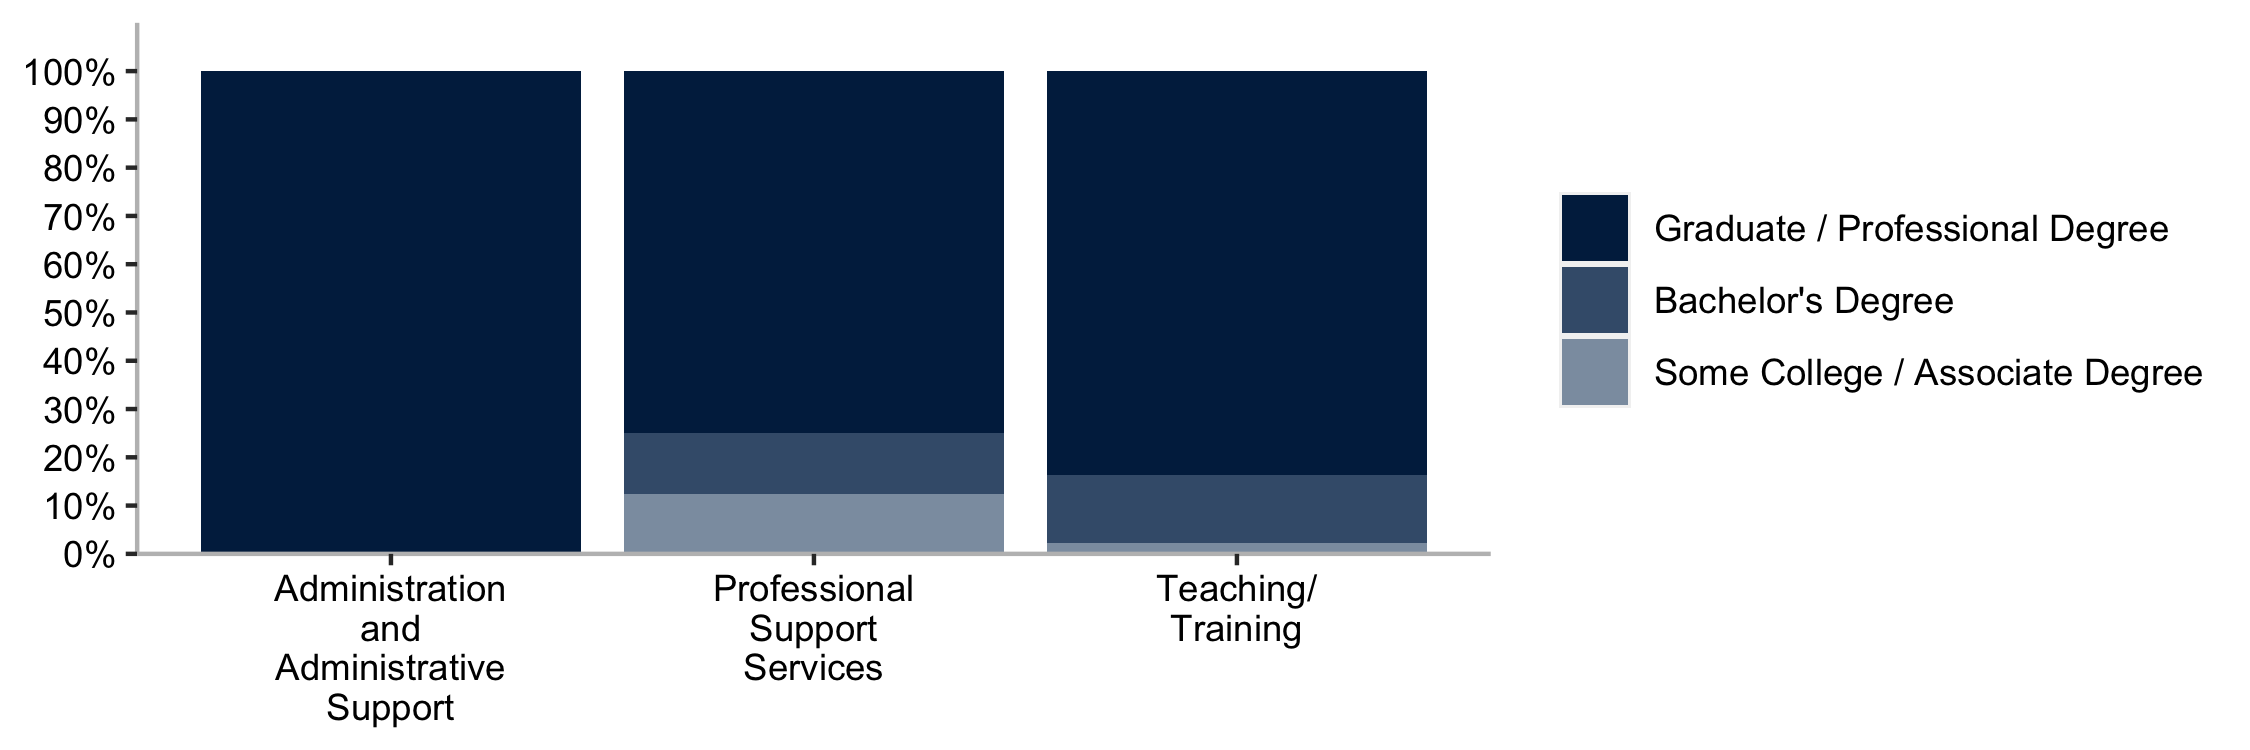 100%
90%
80%
70%
60%
50%
40%
30%
20%
10%
0%
Administration
and
Administrative
Support
Professional
Support
Services
Teaching/
Training
Graduate / Professional Degree
Bachelor's Degree
Some College / Associate Degree